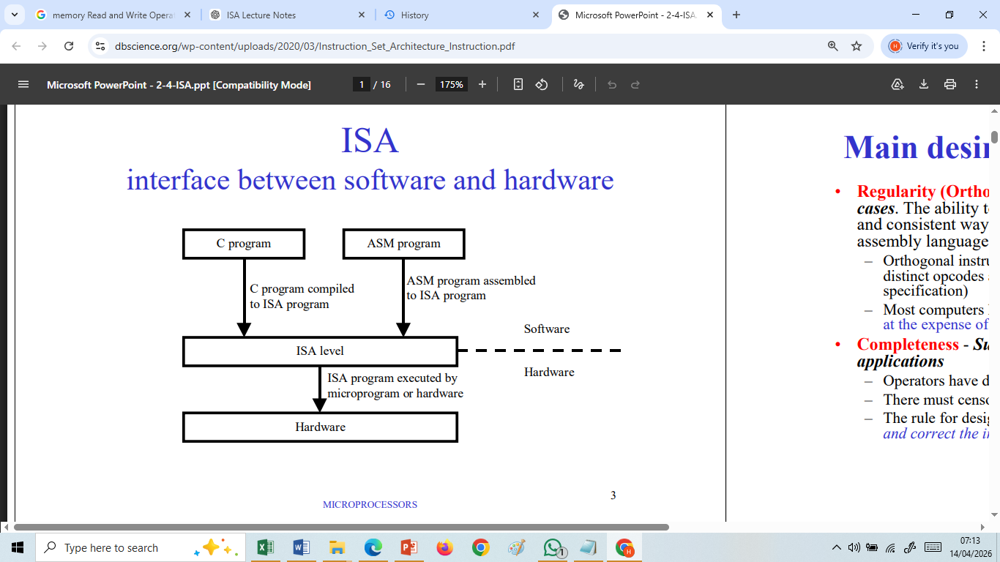 memory Read and Write Opera
ISA Lecture Notes
History
Microsoft PowerPoint - 2-4-ISA.
dbscience.org/wp-content/uploads/2020/03/Instruction_Set_Architecture_Instruction.pdf
H
Verify it's you
Microsoft PowerPoint - 2-4-ISA.ppt [Compatibility Mode]
1 / 16
175%
ISA
interface between software and hardware
C program
ASM program
C program compiled
to ISA program
ASM program assembled
to ISA program
Software
ISA level
Hardware
ISA program executed by
microprogram or hardware
Hardware
3
MICROPROCESSORS
Main desi
• Regularity (Ortho
cases. The ability t
and consistent way
assembly language
– Orthogonal instru
distinct opcodes
specification)
– Most computers
at the expense of
• Completeness - Su
applications
– Operators have d
– There must censo
– The rule for desig
and correct the i
Type here to search
1
H
07:13
14/04/2026